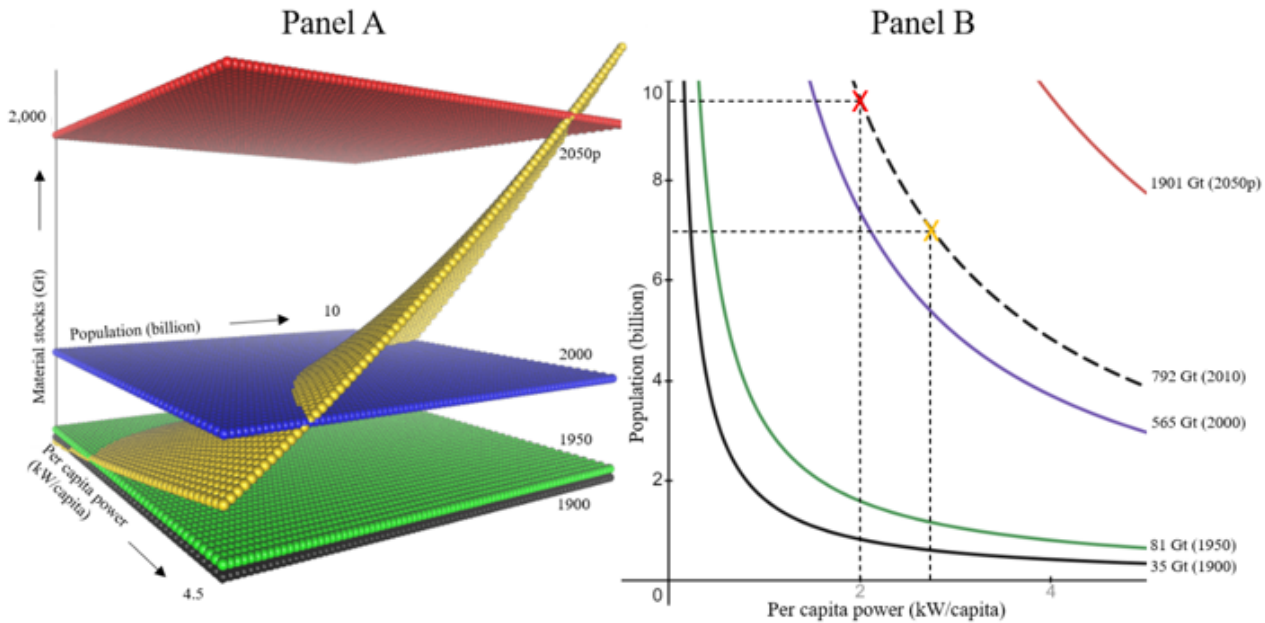 Panel A
2,000
Material stocks (Gt)
Population (billion)
10
Per capita power
(kW/capita)
4.5
2050p
2000
1950
1900
Panel B
10
8
6
4
2
0
Population (billion)
2
4
Per capita power (kW/capita)
1901 Gt (2050p)
792 Gt (2010)
565 Gt (2000)
81 Gt (1950)
35 Gt (1900)